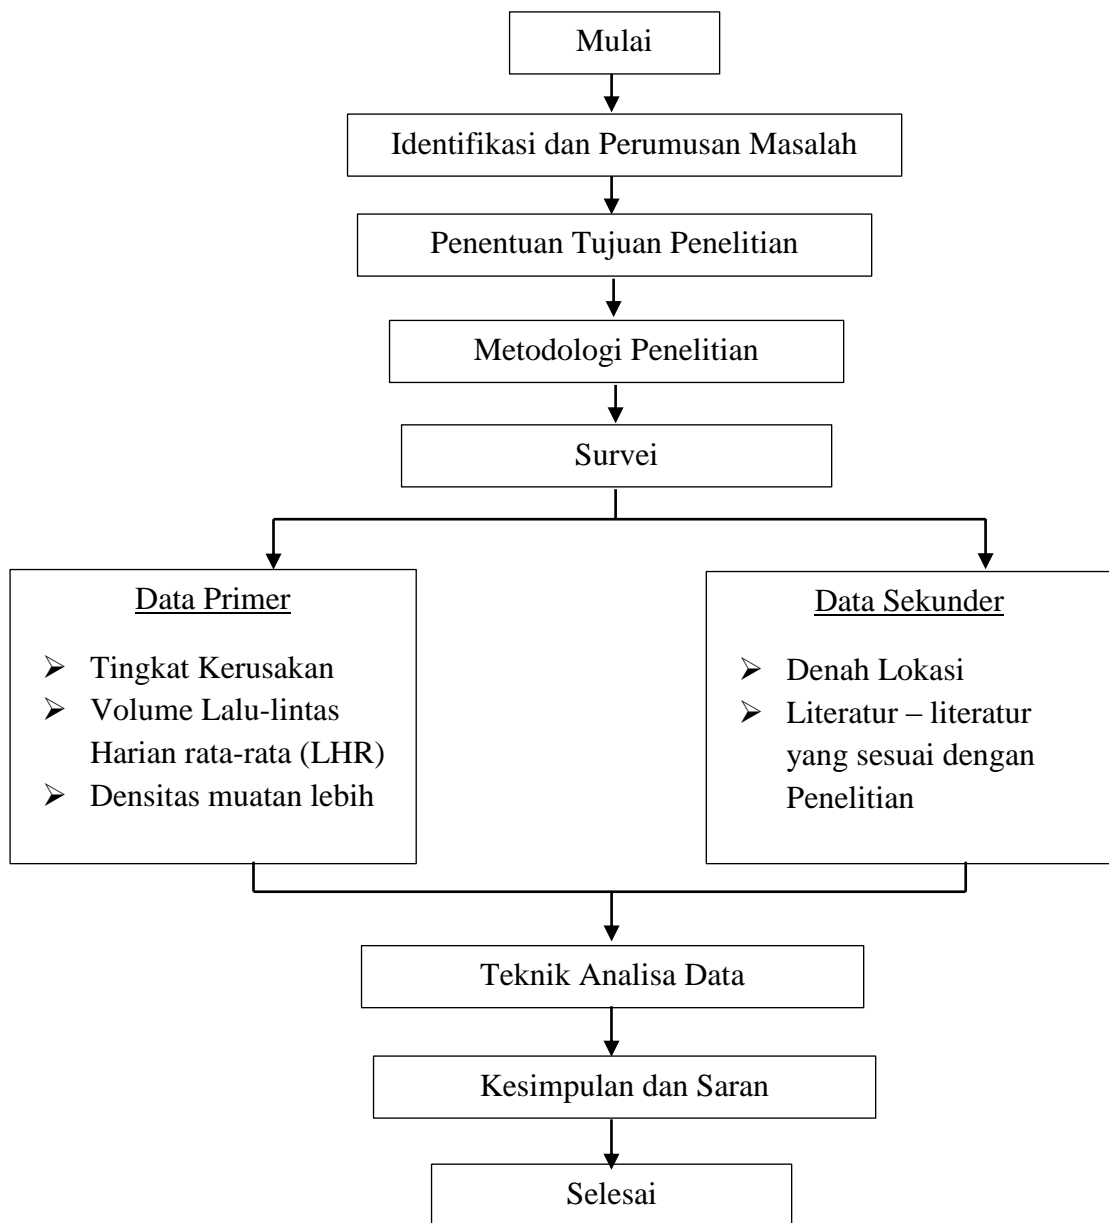 Mulai
Identifikasi dan Perumusan Masalah
Penentuan Tujuan Penelitian
Metodologi Penelitian
Survei
Data Primer
➢ Tingkat Kerusakan
➢ Volume Lalu-lintas
Harian rata-rata (LHR)
➢ Densitas muatan lebih
Data Sekunder
➢ Denah Lokasi
➢ Literatur – literatur
yang sesuai dengan
Penelitian
Teknik Analisa Data
Kesimpulan dan Saran
Selesai